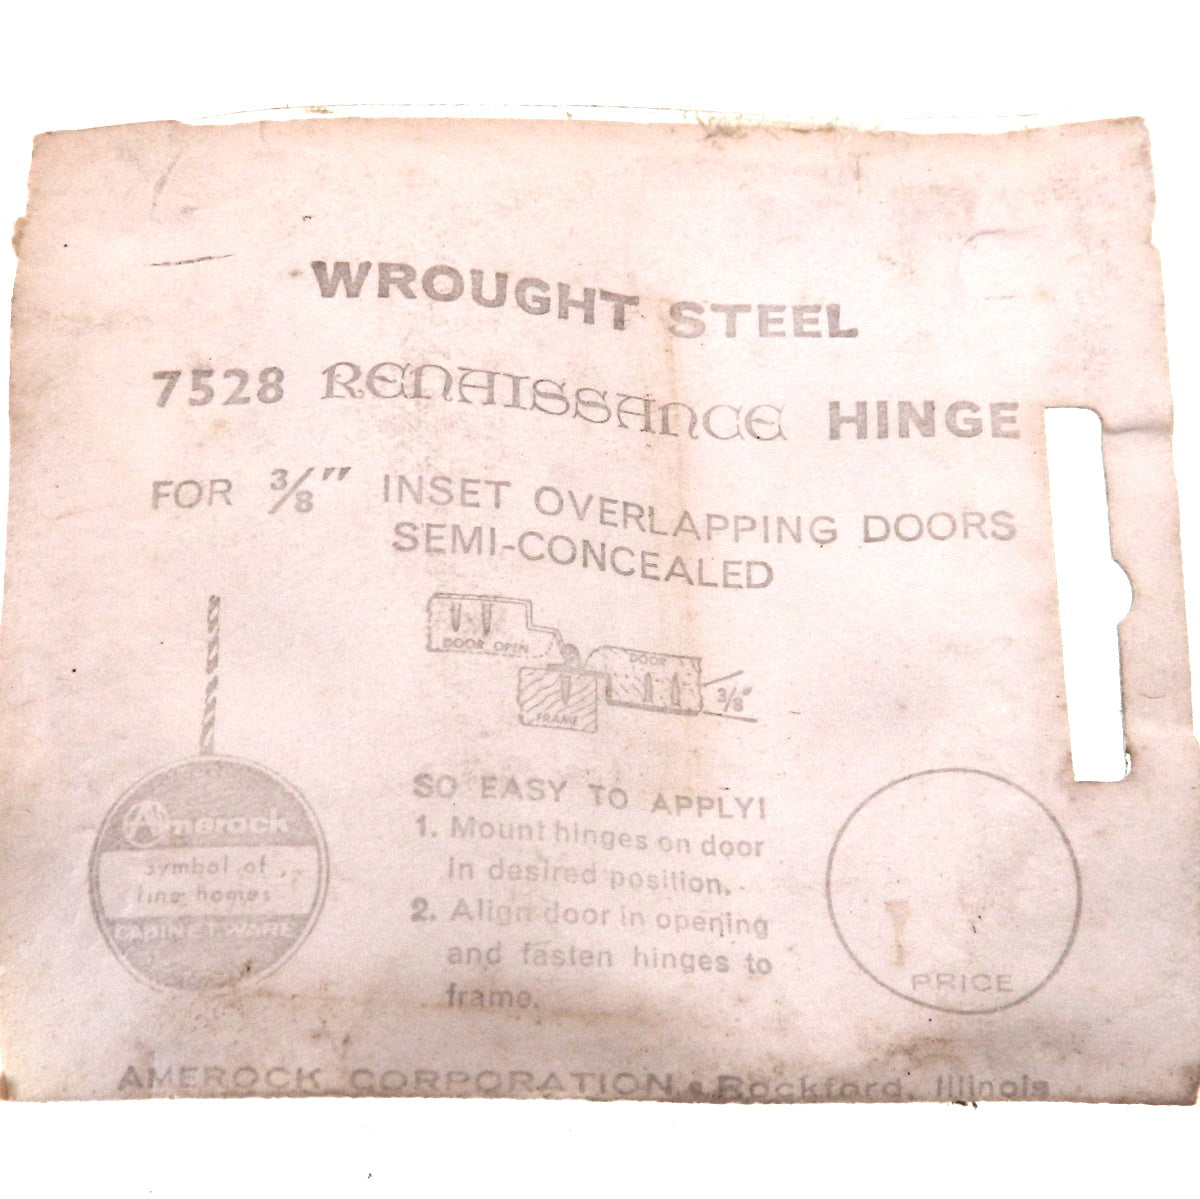 WROUGHT STEEL
7528 RENAISSANCE HINGE
FOR 3/8" INSET OVERLAPPING DOORS
SEMI-CONCEALED
DOOR OPEN
DOOR
3/8"
FRAME
SO EASY TO APPLY!
1. Mount hinges on door
In desired position.
2. Align door in opening
and fasten hinges to
frame.
Amerock
symbol of
fine homes
CABINETWARE
PRICE
AMEROCK CORPORATION • Rockford, Illinois